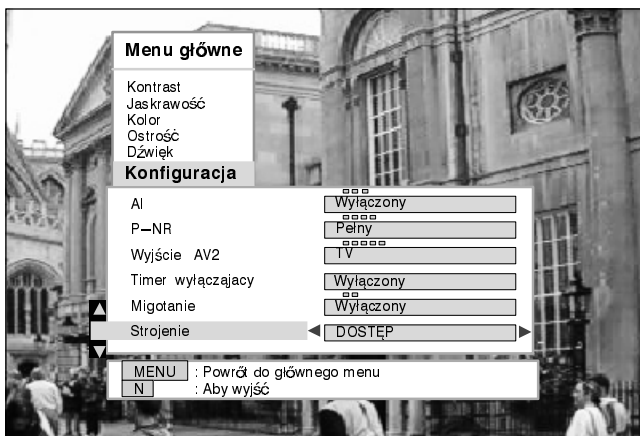 Menu główne
Kontrast
Jaskrawość
Kolor
Ostrość
Dźwięk
Konfiguracja
AI Wyłączony
P–NR Pełny
Wyjście AV2 TV
Timer wyłączajacy Wyłączony
Migotanie Wyłączony
Strojenie DOSTĘP
MENU : Powrót do głównego menu
N : Aby wyjść